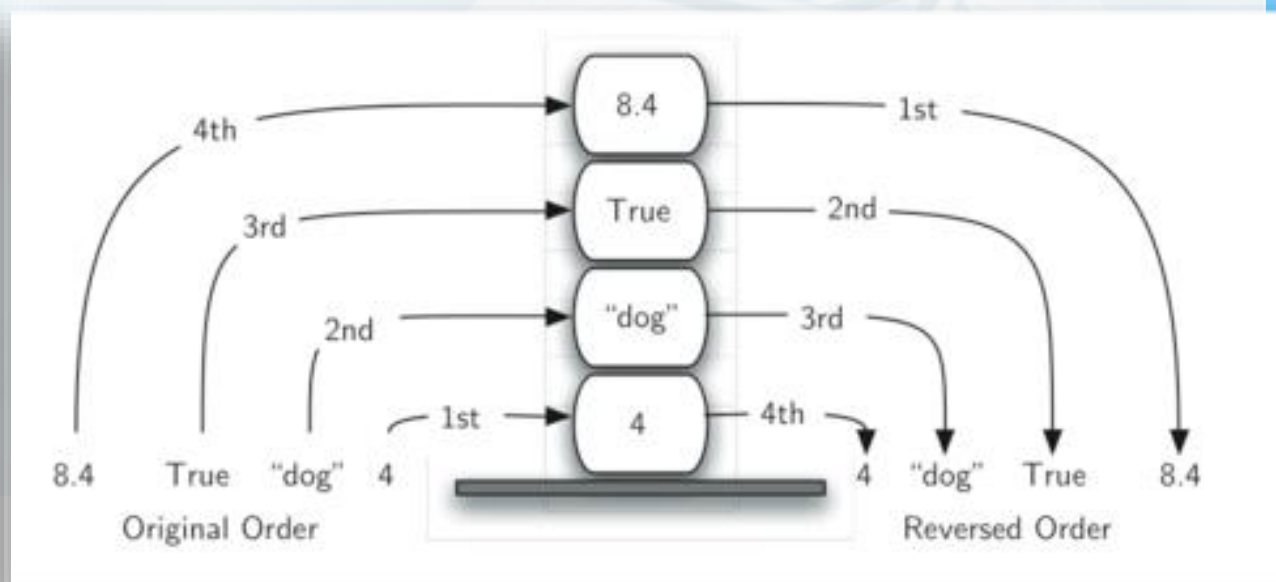 8.4
4th
1st
True
3rd
2nd
“dog”
2nd
3rd
4
1st
4th
8.4 True “dog” 4
4 “dog” True 8.4
Original Order
Reversed Order